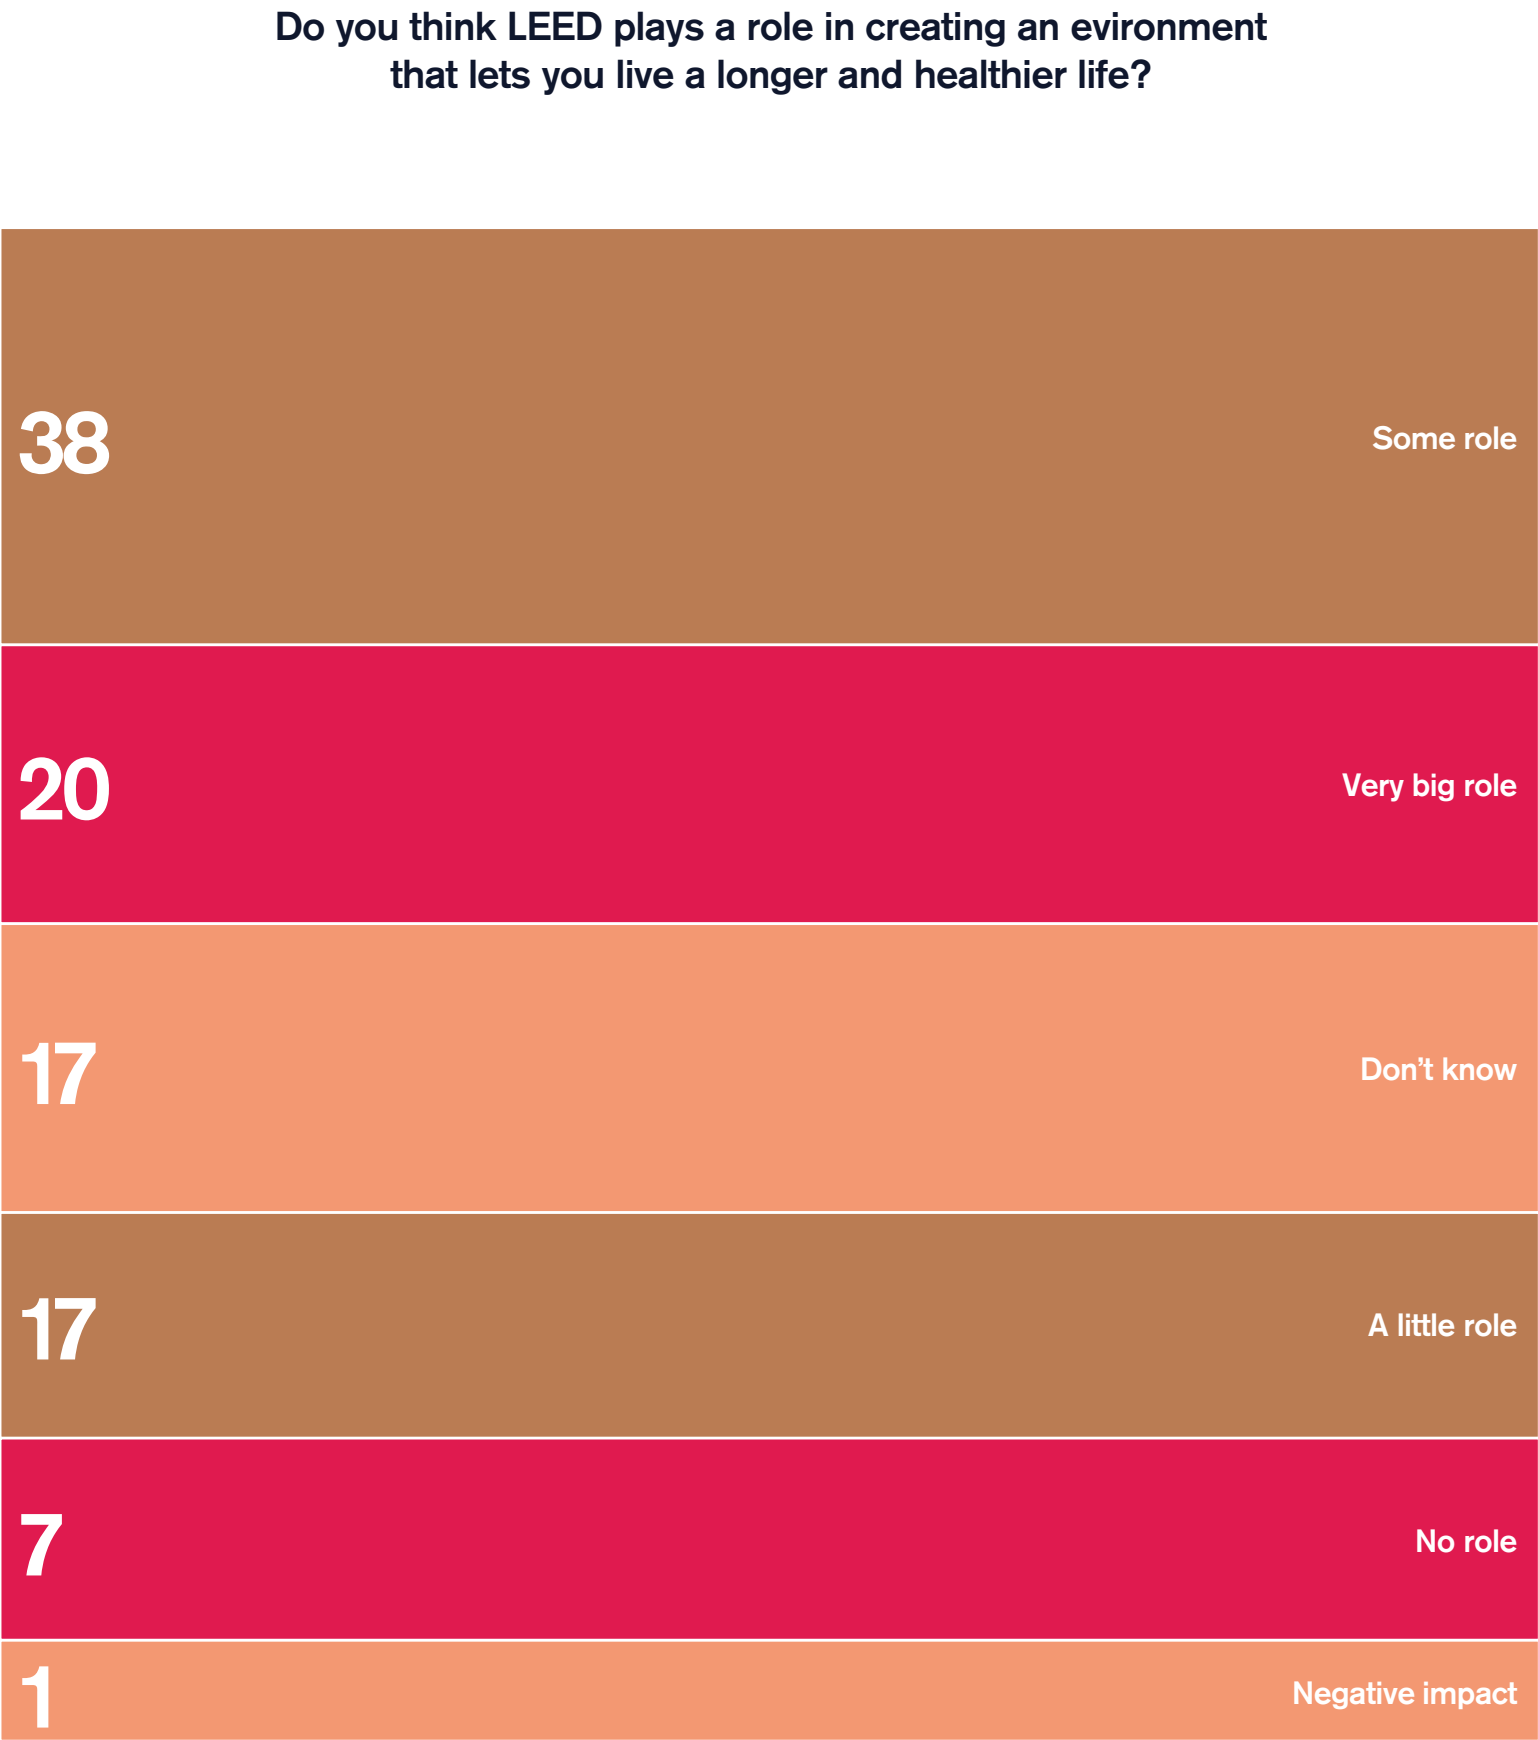 Do you think LEED plays a role in creating an evironment
that lets you live a longer and healthier life?
38 Some role
20 Very big role
17 Don’t know
17 A little role
7 No role
1 Negative impact